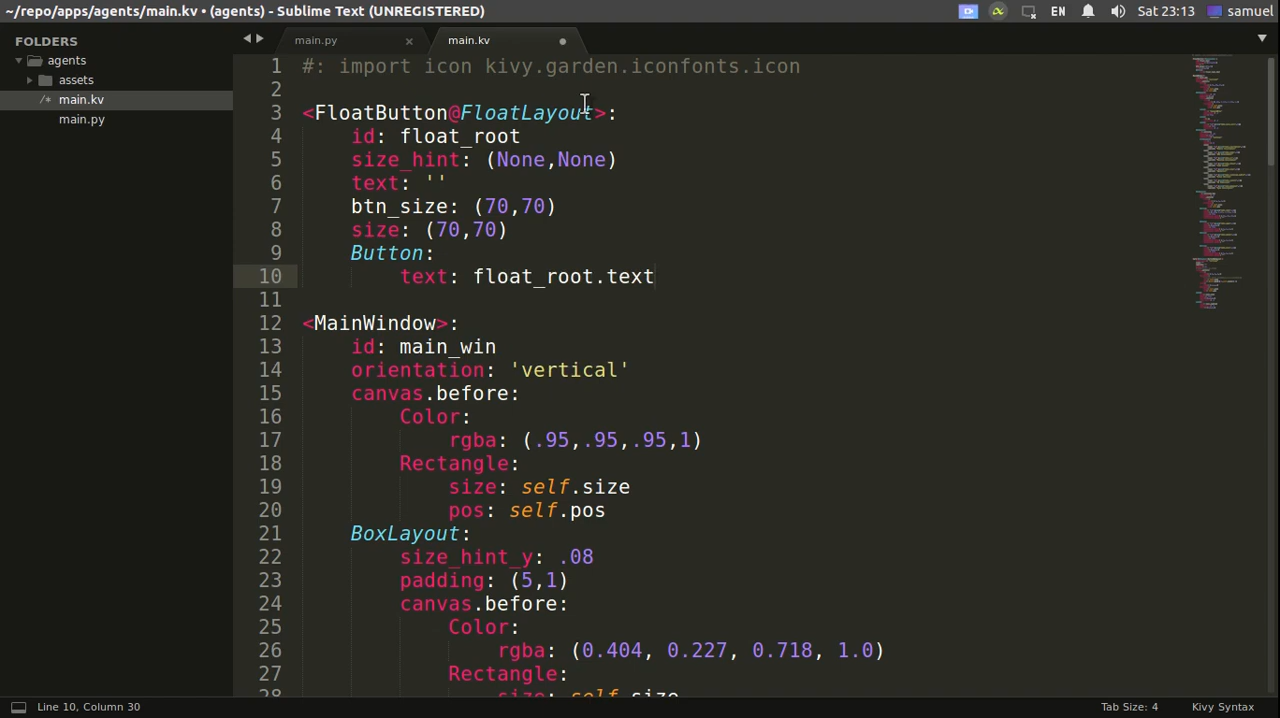 ~/repo/apps/agents/main.kv • (agents) - Sublime Text (UNREGISTERED)
EN
Sat 23:13
samuel
FOLDERS
agents
assets
/* main.kv
main.py
main.py ×
main.kv
1 #: import icon kivy.garden.iconfonts.icon
2
3 <FloatButton@FloatLayout>:
4 id: float_root
5 size_hint: (None,None)
6 text: ''
7 btn_size: (70,70)
8 size: (70,70)
9 Button:
10 text: float_root.text
11
12 <MainWindow>:
13 id: main_win
14 orientation: 'vertical'
15 canvas.before:
16 Color:
17 rgba: (.95,.95,.95,1)
18 Rectangle:
19 size: self.size
20 pos: self.pos
21 BoxLayout:
22 size_hint_y: .08
23 padding: (5,1)
24 canvas.before:
25 Color:
26 rgba: (0.404, 0.227, 0.718, 1.0)
27 Rectangle:
28 size: self.size
Line 10, Column 30
Tab Size: 4
Kivy Syntax